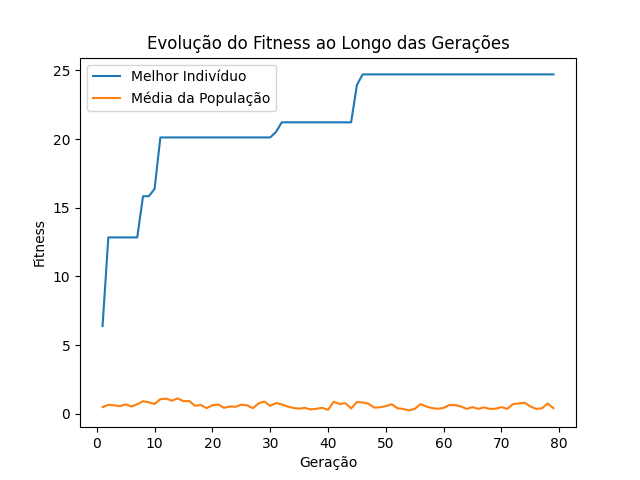 Evolução do Fitness ao Longo das Gerações
Melhor Indivíduo
Média da População
25
20
15
10
5
0
Fitness
0 10 20 30 40 50 60 70 80
Geração